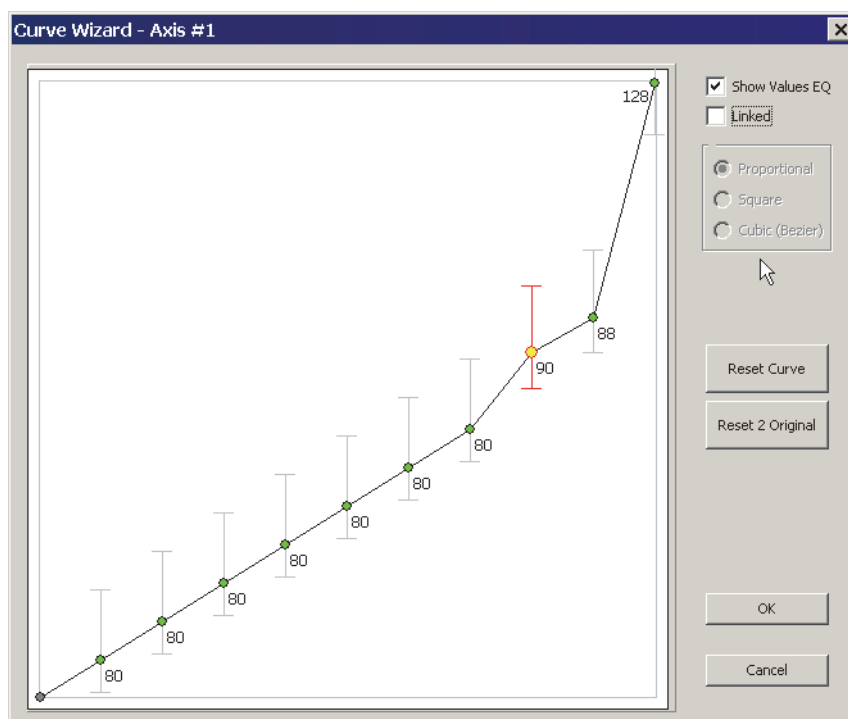 Curve Wizard - Axis #1
128
Show Values EQ
Linked
Proportional
Square
Cubic (Bezier)
88
90
Reset Curve
Reset 2 Original
80
80
80
80
80
80
80
OK
Cancel